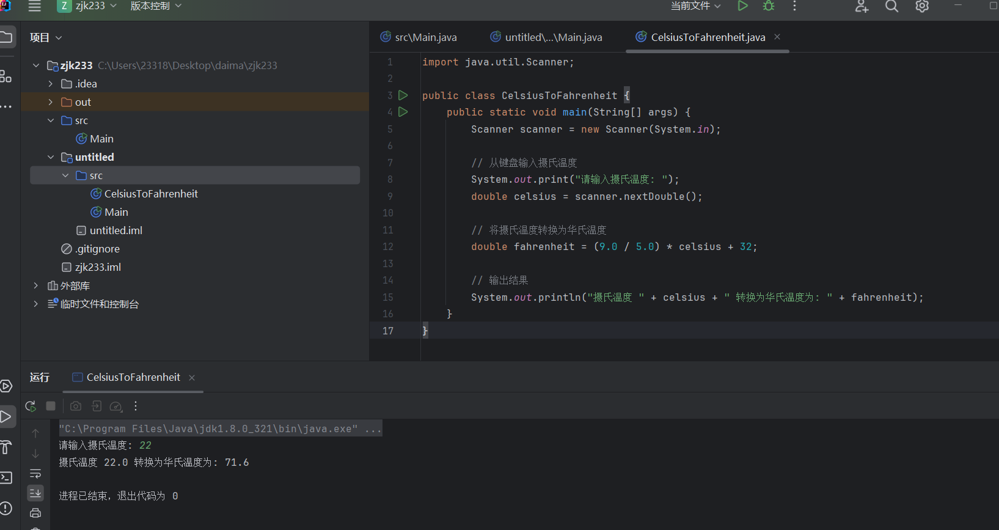 Z zjk233 版本控制 当前文件
项目
src\Main.java untitled\...\Main.java CelsiusToFahrenheit.java
zjk233 C:\Users\23318\Desktop\daima\zjk233
.idea
out
src
Main
untitled
src
CelsiusToFahrenheit
Main
untitled.iml
.gitignore
zjk233.iml
外部库
临时文件和控制台
1 import java.util.Scanner;
2
3 public class CelsiusToFahrenheit {
4 public static void main(String[] args) {
5 Scanner scanner = new Scanner(System.in);
6
7 // 从键盘输入摄氏温度
8 System.out.print("请输入摄氏温度: ");
9 double celsius = scanner.nextDouble();
10
11 // 将摄氏温度转换为华氏温度
12 double fahrenheit = (9.0 / 5.0) * celsius + 32;
13
14 // 输出结果
15 System.out.println("摄氏温度 " + celsius + " 转换为华氏温度为: " + fahrenheit);
16 }
17 }
运行 CelsiusToFahrenheit
"C:\Program Files\Java\jdk1.8.0_321\bin\java.exe" ...
请输入摄氏温度: 22
摄氏温度 22.0 转换为华氏温度为: 71.6
进程已结束，退出代码为 0